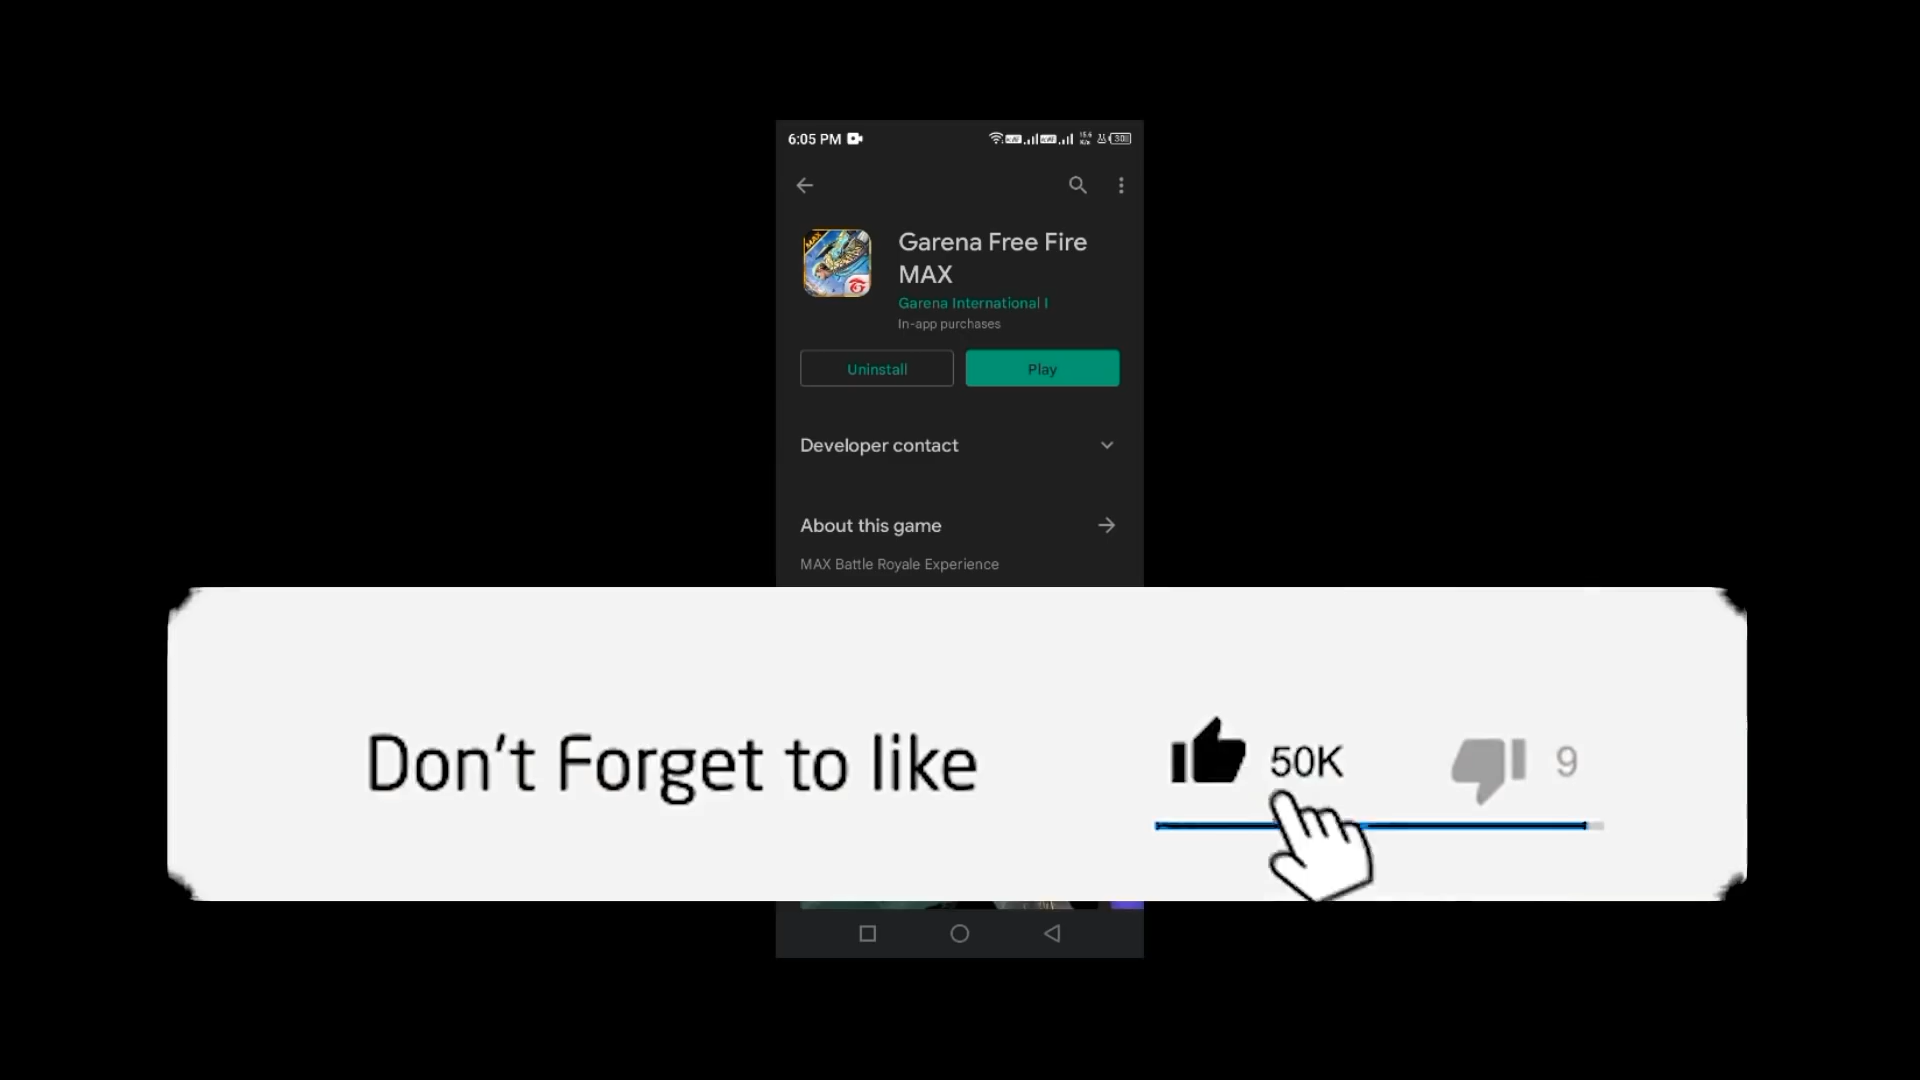 6:05 PM
Garena Free Fire
MAX
Garena International I
In-app purchases
Uninstall
Play
Developer contact
About this game
MAX Battle Royale Experience
Don't Forget to like
50K
9